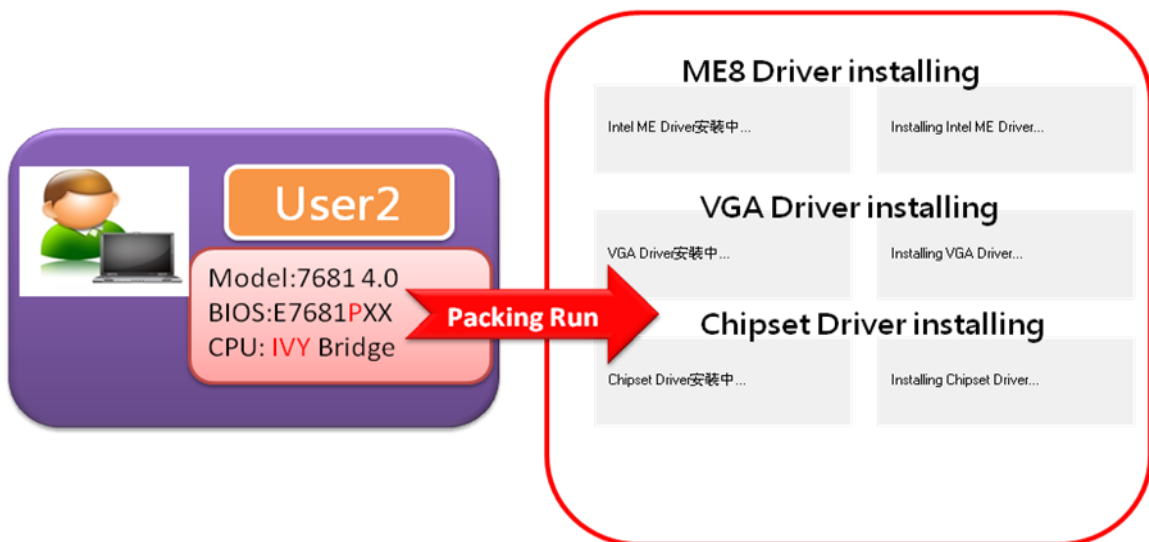 User2
Model:7681 4.0
BIOS:E7681PXX
CPU: IVY Bridge
Packing Run
ME8 Driver installing
Intel ME Driver安裝中...
Installing Intel ME Driver...
VGA Driver installing
VGA Driver安裝中...
Installing VGA Driver...
Chipset Driver installing
Chipset Driver安裝中...
Installing Chipset Driver...